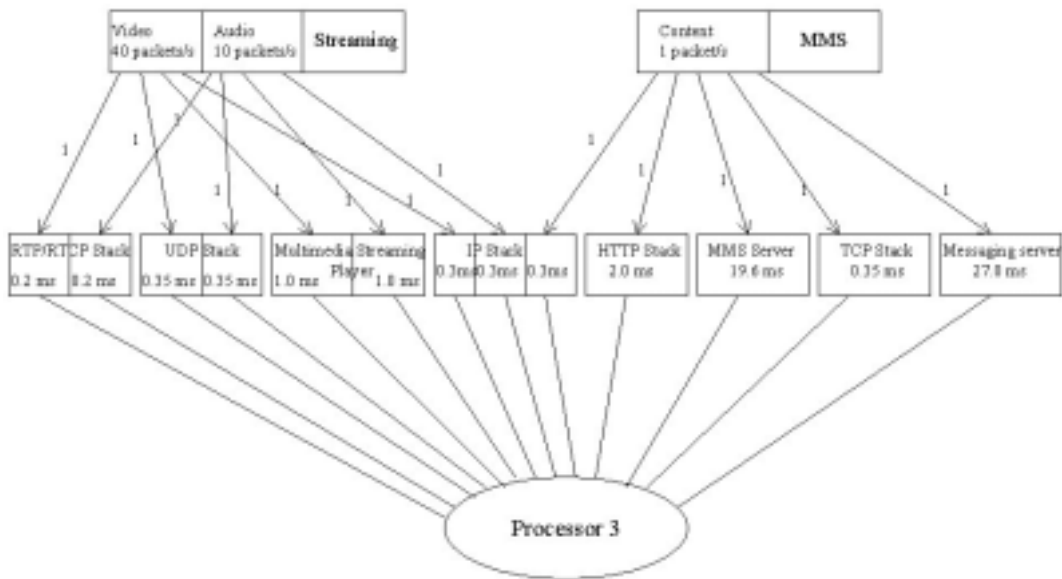 Video
40 packets/s
Audio
10 packets/s
Streaming
Content
1 packet/s
MMS
1
1
1
1
1
1
1
1
1
1
1
1
1
RTP/RTCP Stack
0.2 ms
0.2 ms
UDP Stack
0.35 ms
0.35 ms
Multimedia Streaming
Player
1.0 ms
1.0 ms
IP Stack
0.3ms
0.3ms
0.3ms
HTTP Stack
2.0 ms
MMS Server
19.6 ms
TCP Stack
0.35 ms
Messaging server
27.8 ms
Processor 3